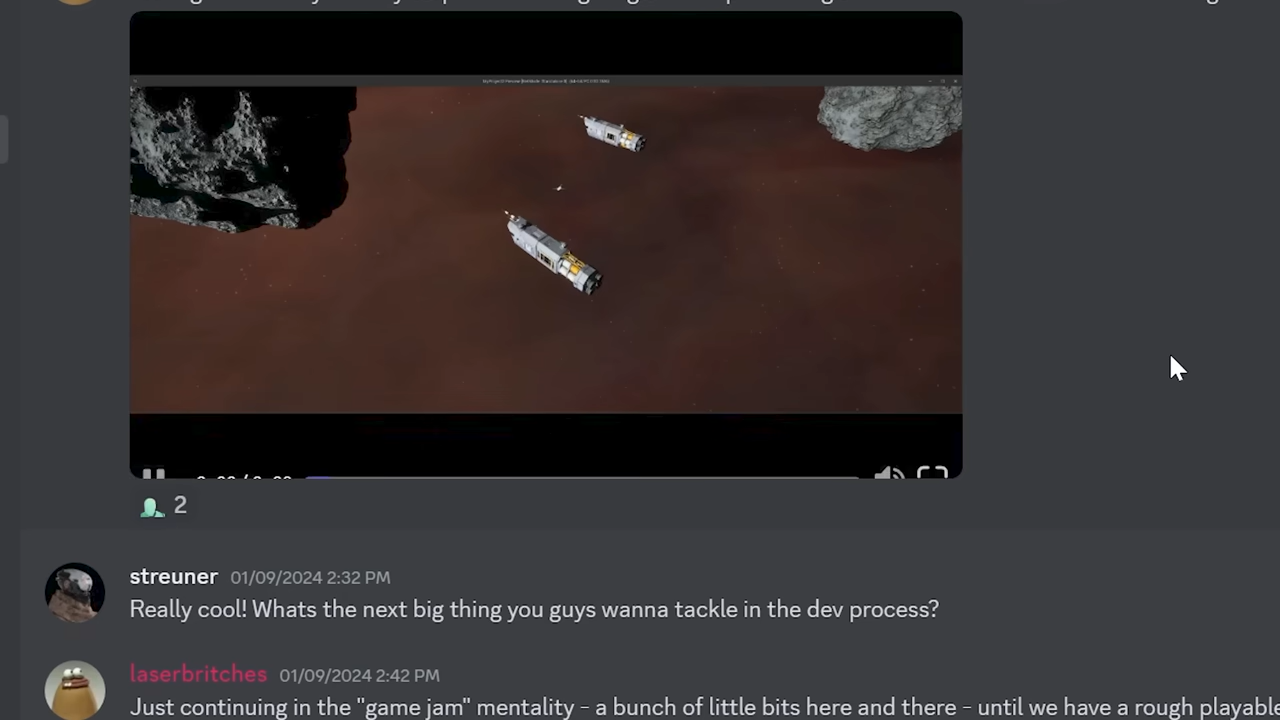 2
streuner 01/09/2024 2:32 PM
Really cool! Whats the next big thing you guys wanna tackle in the dev process?
laserbritches 01/09/2024 2:42 PM
Just continuing in the "game jam" mentality - a bunch of little bits here and there - until we have a rough playable